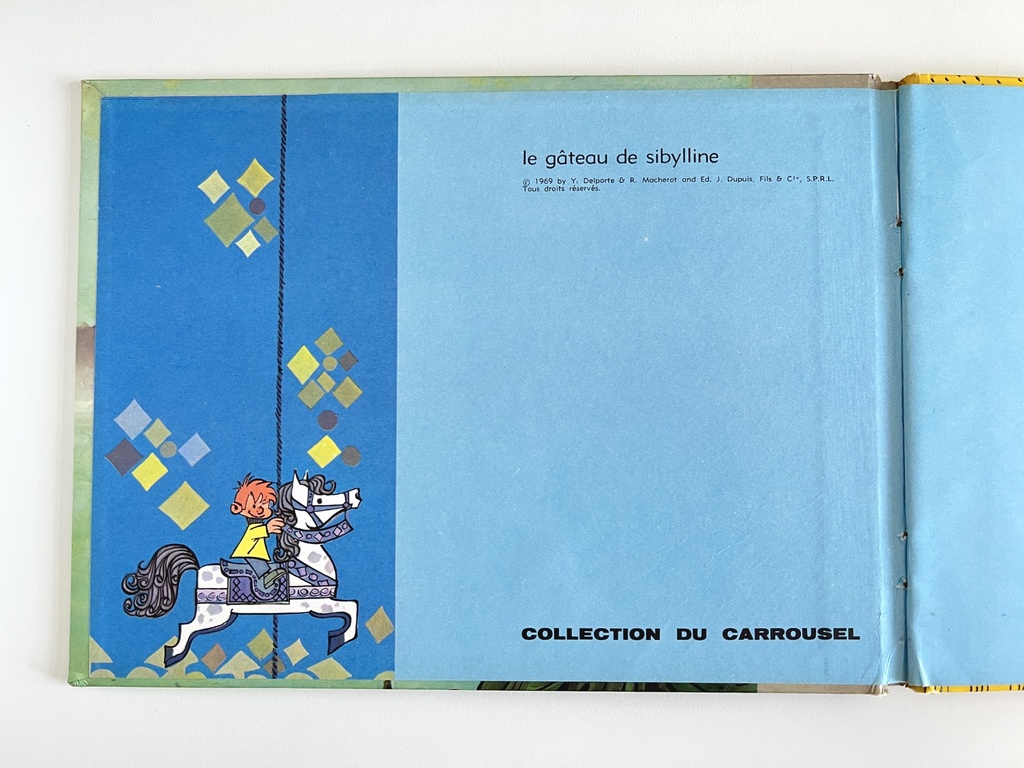 le gâteau de sibylline
© 1969 by Y. Delporte & R. Macherot and Ed. J. Dupuis, Fils & Cie, S.P.R.L.
Tous droits réservés.
COLLECTION DU CARROUSEL